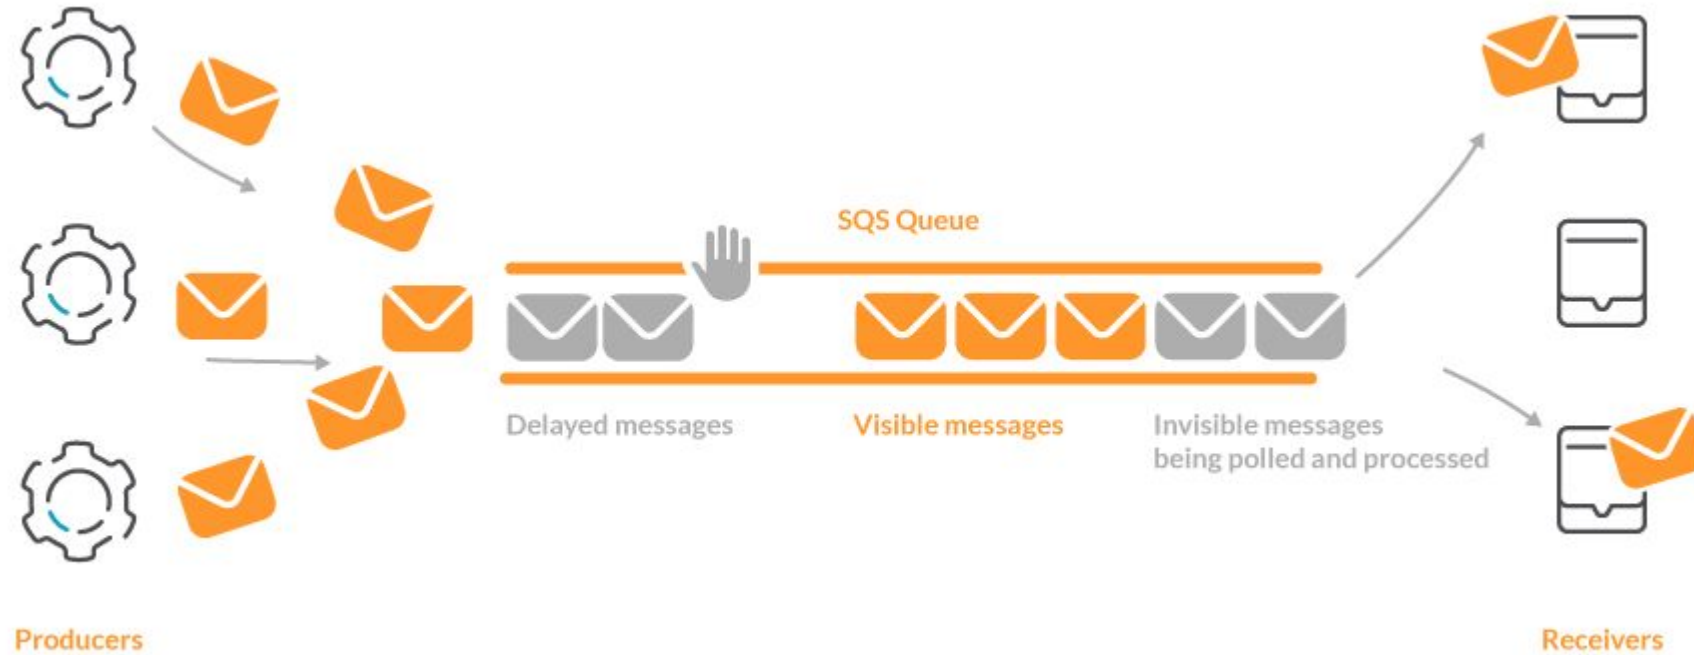 SQS Queue
Delayed messages
Visible messages
Invisible messages
being polled and processed
Producers
Receivers